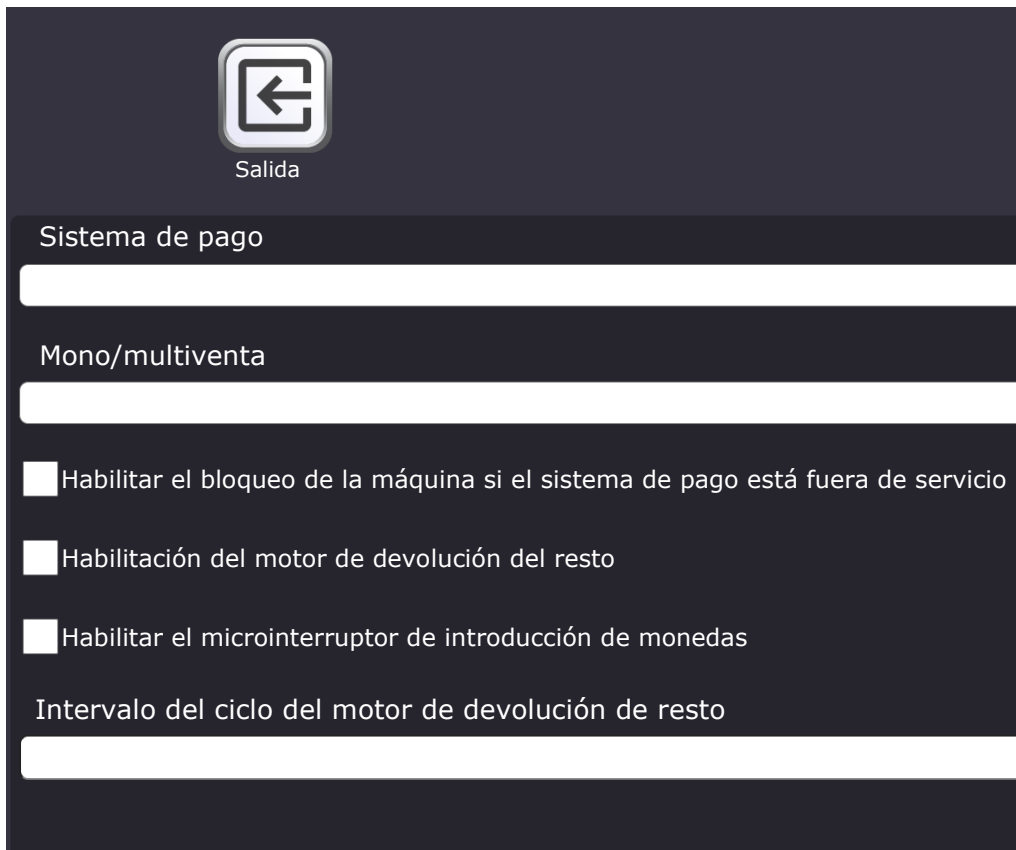 Salida
Sistema de pago
Mono/multiventa
Habilitar el bloqueo de la máquina si el sistema de pago está fuera de servicio
Habilitación del motor de devolución del resto
Habilitar el microinterruptor de introducción de monedas
Intervalo del ciclo del motor de devolución de resto